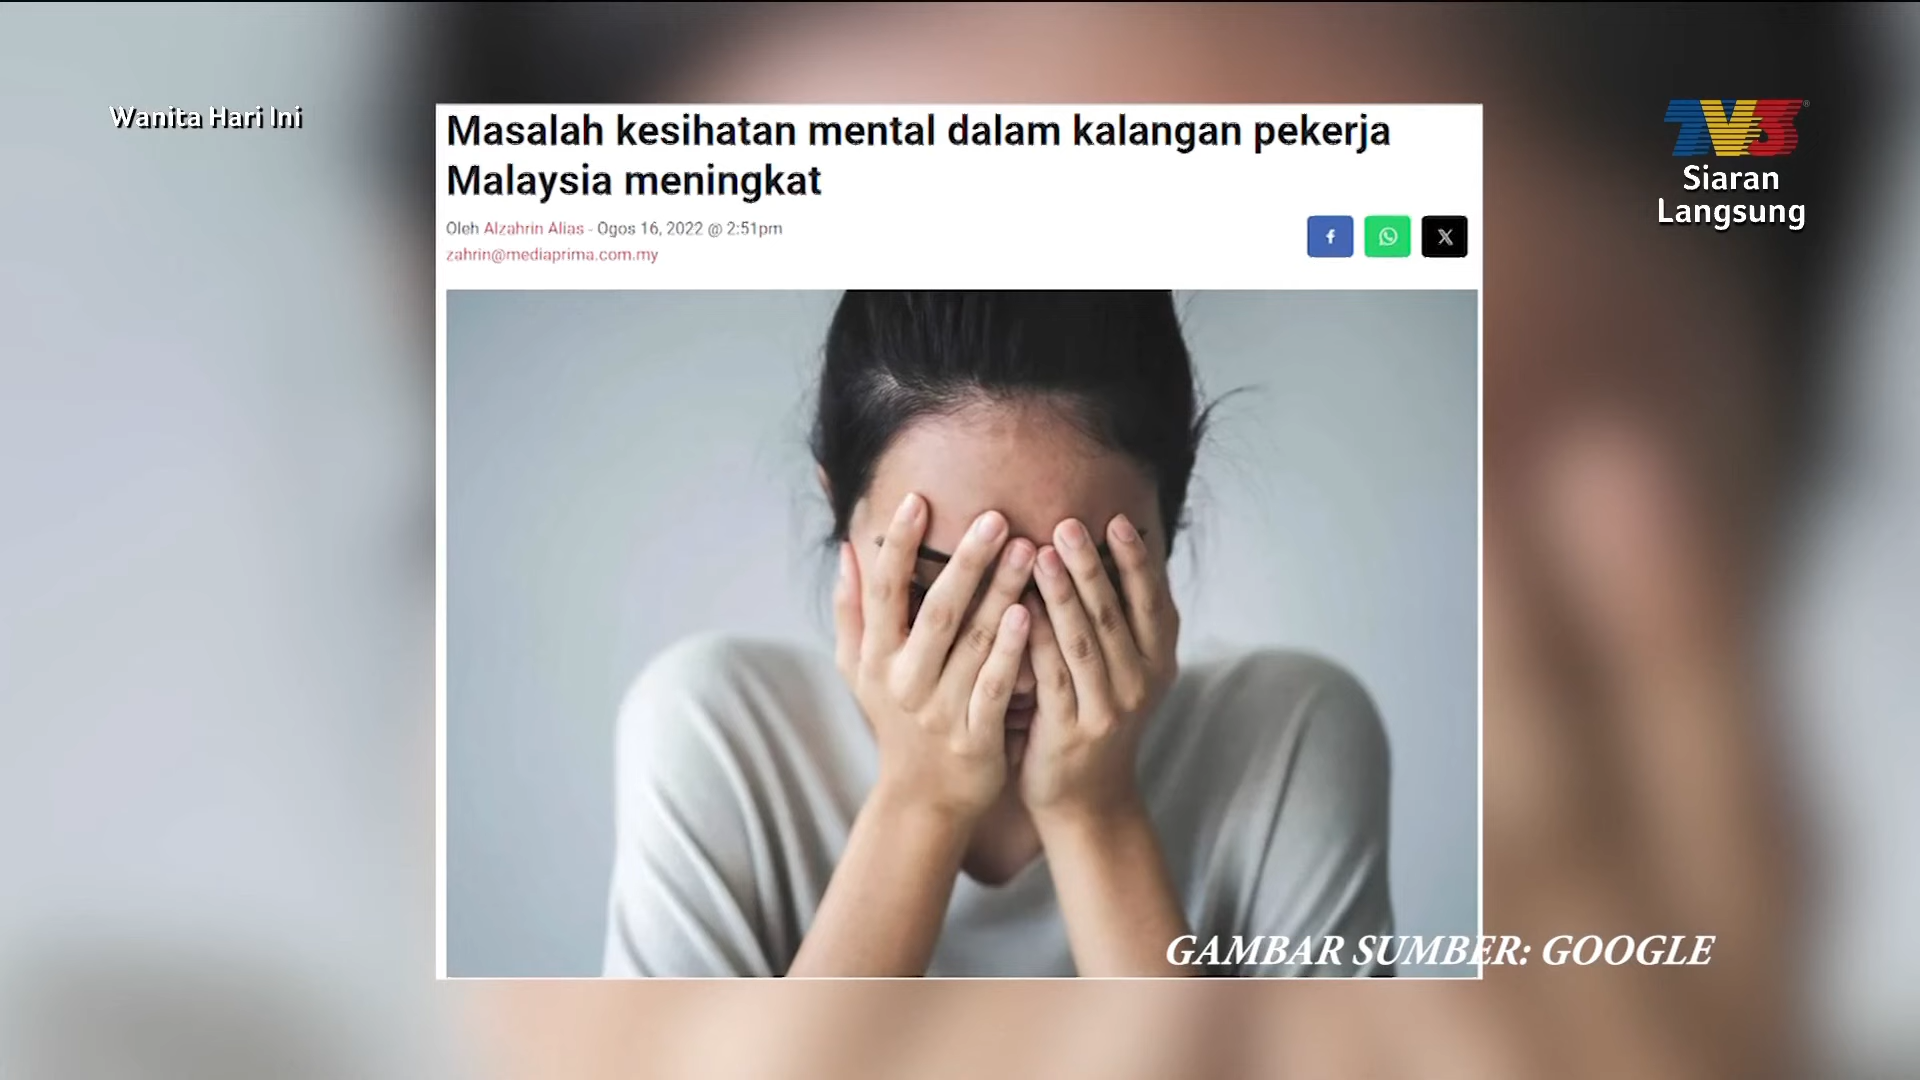 Wanita Hari Ini
TV3
Siaran
Langsung
Masalah kesihatan mental dalam kalangan pekerja
Malaysia meningkat
Oleh Alzahrin Alias - Ogos 16, 2022 @ 2:51pm
zahrin@mediaprima.com.my
GAMBAR SUMBER: GOOGLE